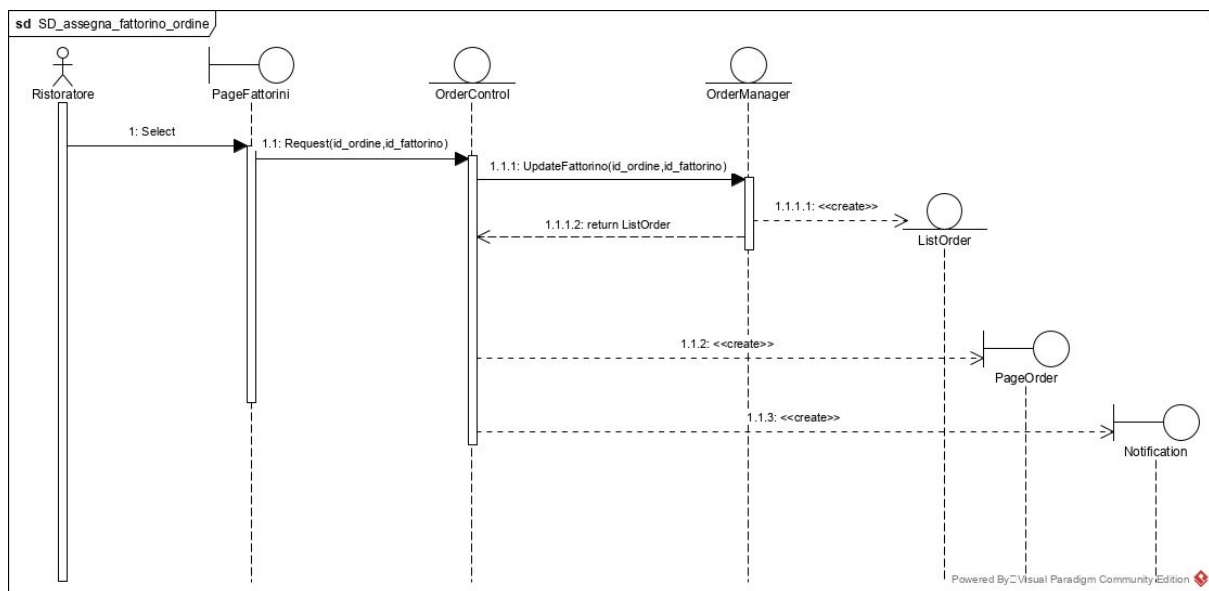 sd SD_assegna_fattorino_ordine
Ristoratore
PageFattorini
OrderControl
OrderManager
1: Select
1.1: Request(id_ordine,id_fattorino)
1.1.1: UpdateFattorino(id_ordine,id_fattorino)
1.1.1.1: <<create>>
1.1.1.2: return ListOrder
ListOrder
1.1.2: <<create>>
PageOrder
1.1.3: <<create>>
Notification
Powered By Visual Paradigm Community Edition